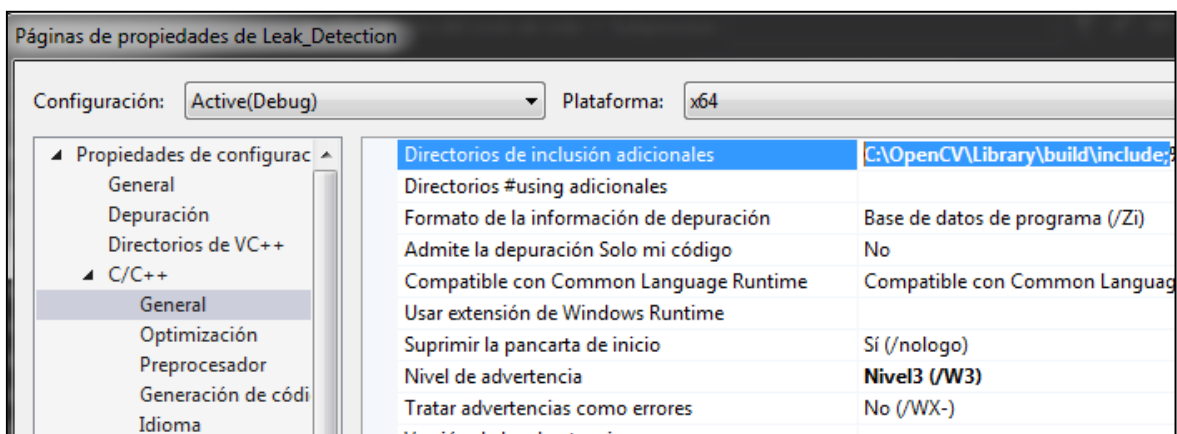 Páginas de propiedades de Leak_Detection
Configuración: Active(Debug) Plataforma: x64
Propiedades de configurac
General
Depuración
Directorios de VC++
C/C++
General
Optimización
Preprocesador
Generación de códi
Idioma
Directorios de inclusión adicionales C:\OpenCV\Library\build\include;
Directorios #using adicionales
Formato de la información de depuración Base de datos de programa (/Zi)
Admite la depuración Solo mi código No
Compatible con Common Language Runtime Compatible con Common Languag
Usar extensión de Windows Runtime
Suprimir la pancarta de inicio Sí (/nologo)
Nivel de advertencia Nivel3 (/W3)
Tratar advertencias como errores No (/WX-)